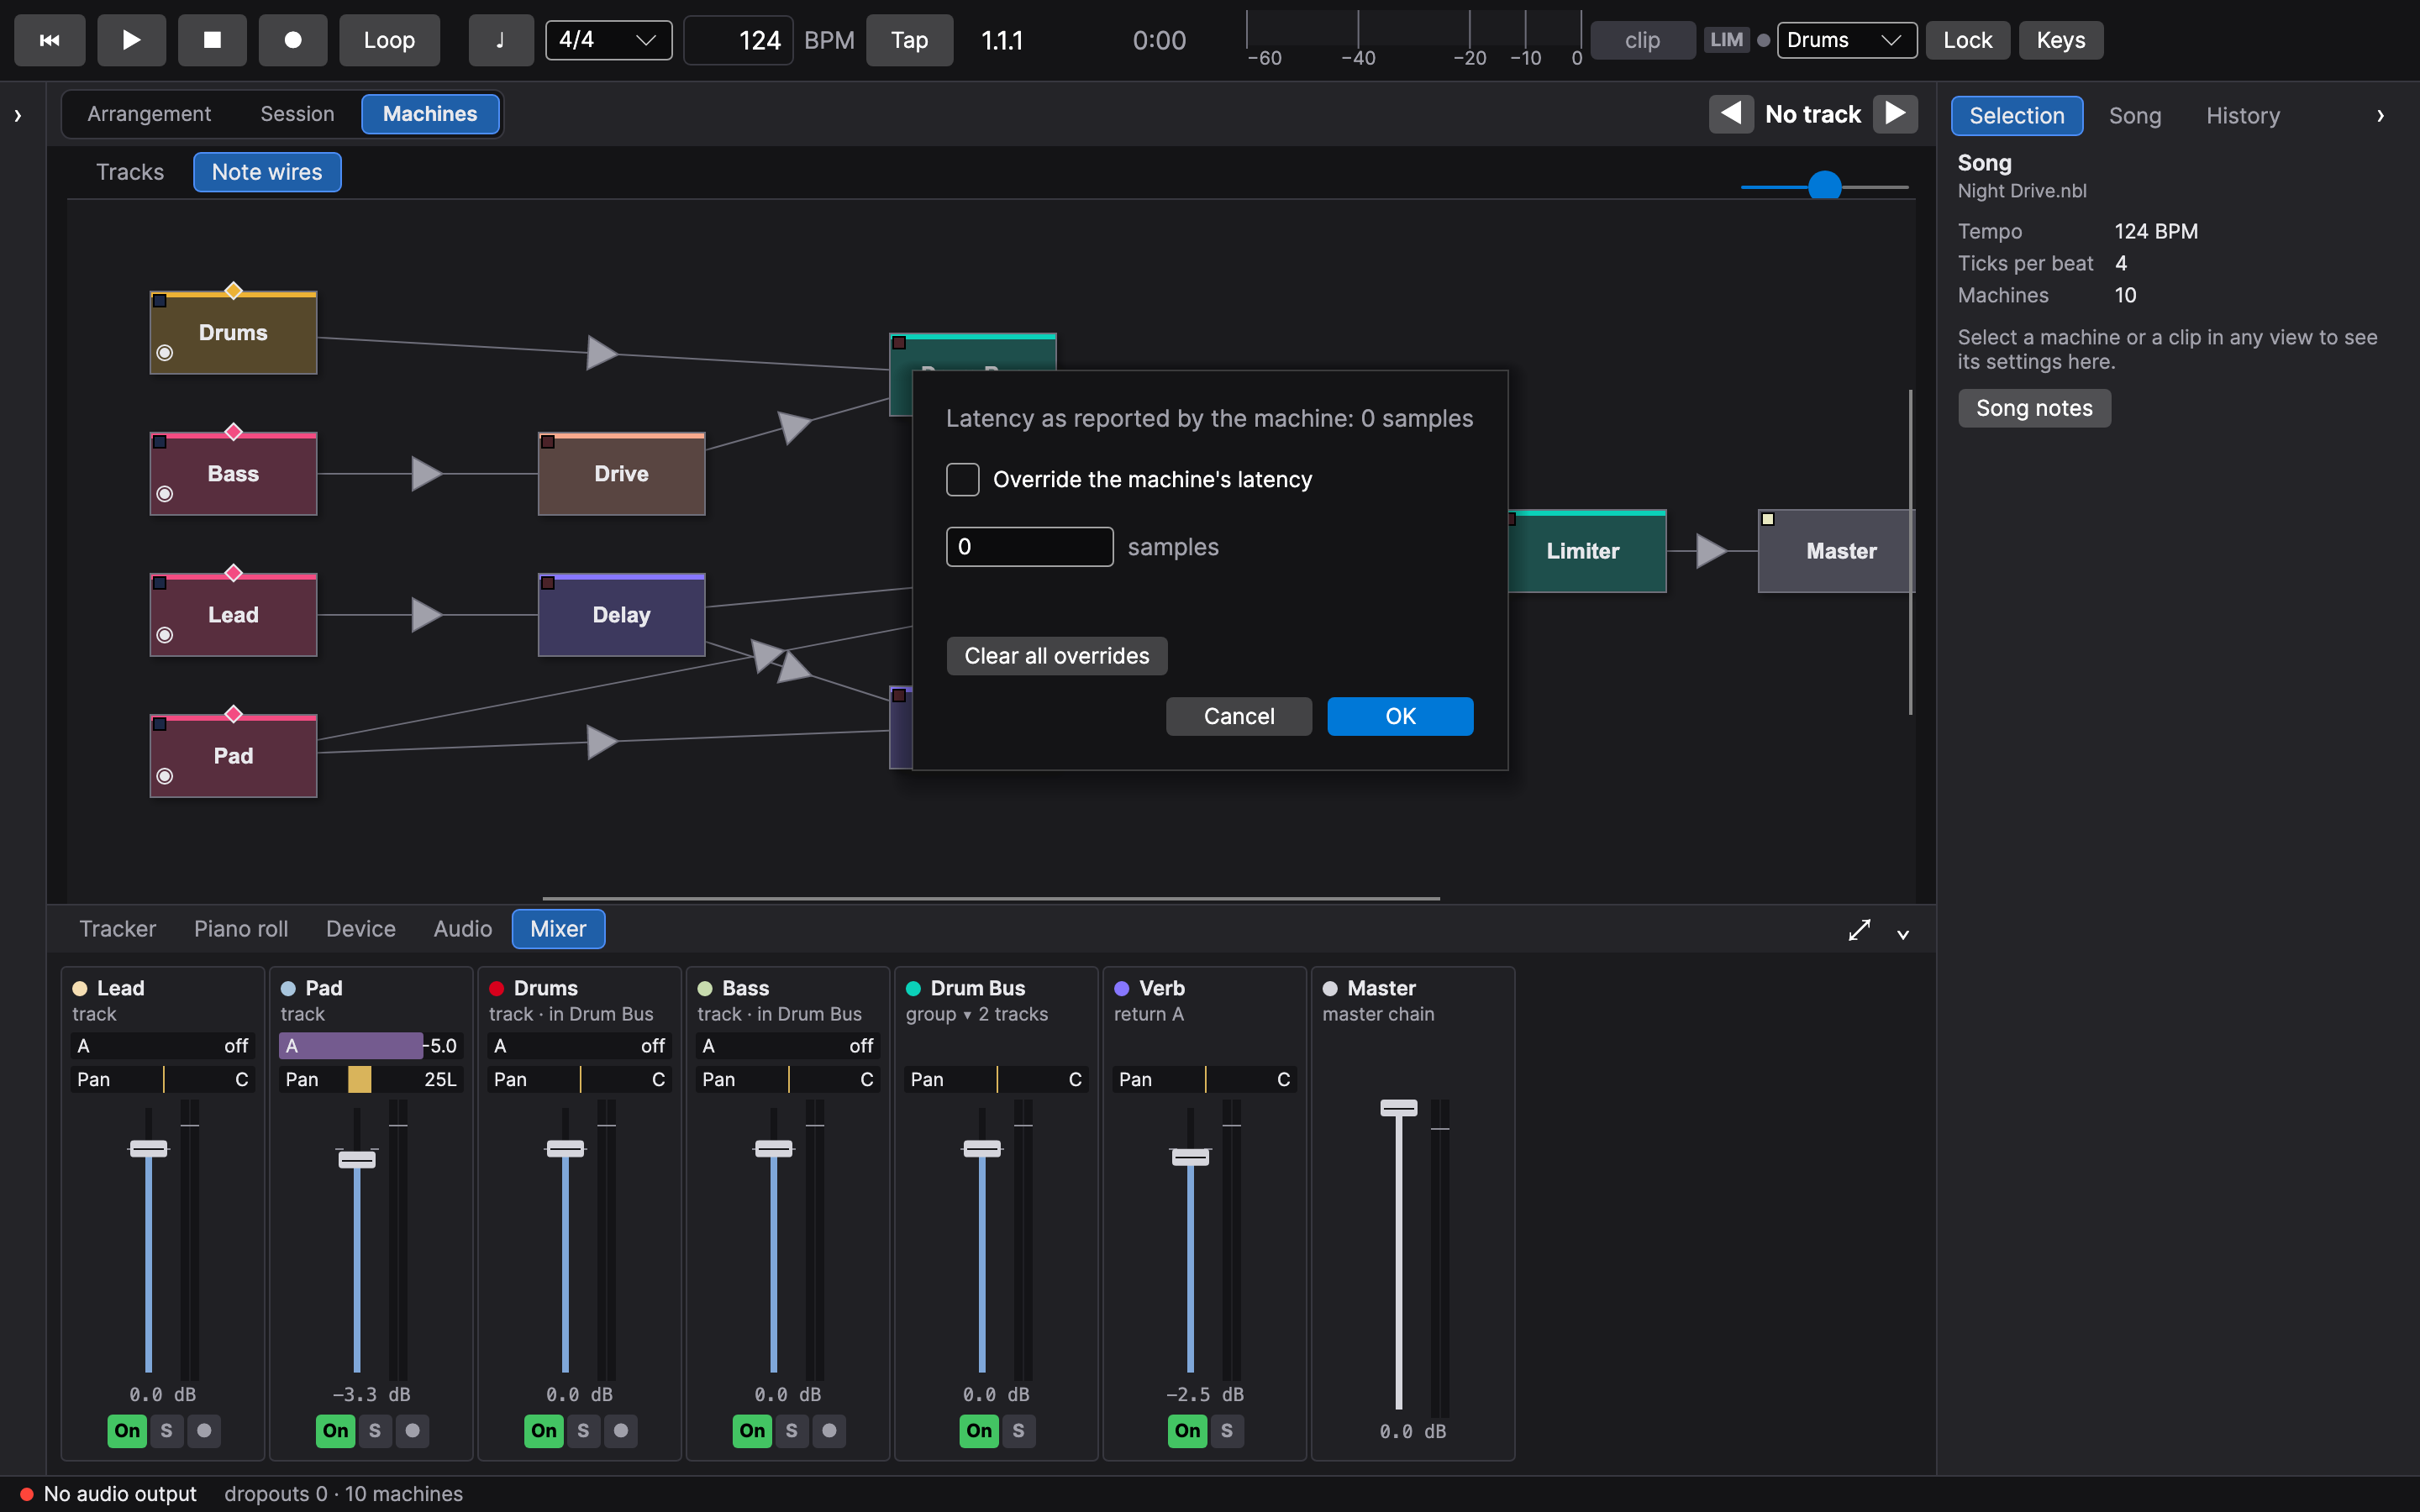 Loop
4/4
124 BPM
Tap
1.1.1
0:00
−60 −40 −20 −10 0
clip
LIM
Drums
Lock
Keys
Arrangement Session Machines
No track
Selection Song History
Tracks Note wires
Song
Night Drive.nbl
Tempo 124 BPM
Ticks per beat 4
Machines 10
Select a machine or a clip in any view to see
its settings here.
Song notes
Drums
Bass
Drive
Lead
Delay
Pad
Limiter
Master
Latency as reported by the machine: 0 samples
Override the machine's latency
0 samples
Clear all overrides
Cancel OK
Tracker Piano roll Device Audio Mixer
Lead
track
A off
Pan C
0.0 dB
On S
Pad
track
A −5.0
Pan 25L
−3.3 dB
On S
Drums
track · in Drum Bus
A off
Pan C
0.0 dB
On S
Bass
track · in Drum Bus
A off
Pan C
0.0 dB
On S
Drum Bus
group ▾ 2 tracks
Pan C
0.0 dB
On S
Verb
return A
Pan C
−2.5 dB
On S
Master
master chain
0.0 dB
No audio output dropouts 0 · 10 machines